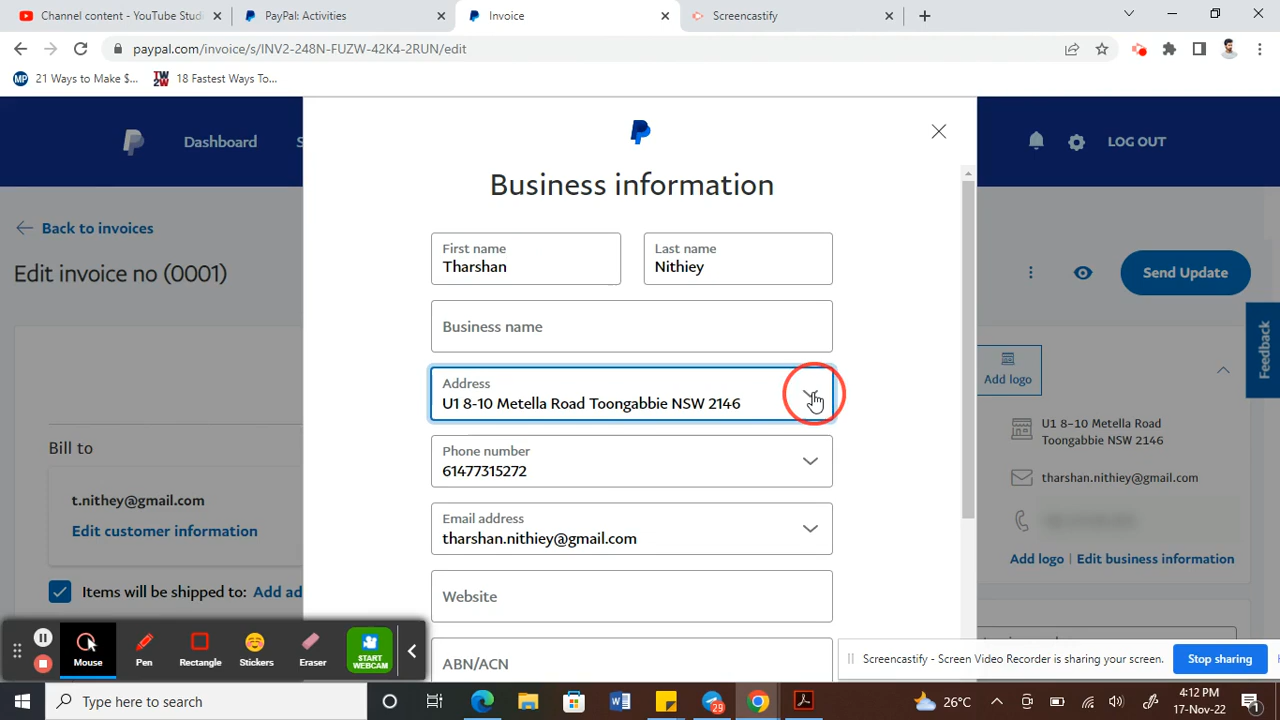 Channel content - YouTube Studi
PayPal: Activities
Invoice
Screencastify
paypal.com/invoice/s/INV2-248N-FUZW-42K4-2RUN/edit
MP 21 Ways to Make $...
TW2W 18 Fastest Ways To...
Dashboard
S
LOG OUT
Business information
Back to invoices
Edit invoice no (0001)
First name
Tharshan
Last name
Nithiey
Send Update
Business name
Feedback
Add logo
Address
U1 8-10 Metella Road Toongabbie NSW 2146
U1 8–10 Metella Road
Toongabbie NSW 2146
Bill to
Phone number
61477315272
tharshan.nithiey@gmail.com
t.nithey@gmail.com
Edit customer information
Email address
tharshan.nithiey@gmail.com
Add logo | Edit business information
Items will be shipped to: Add ad
Website
ABN/ACN
Mouse
Pen
Rectangle
Stickers
Eraser
START
WEBCAM
Screencastify - Screen Video Recorder is sharing your screen.
Stop sharing
H
Type here to search
29
26°C
4:12 PM
17-Nov-22
1